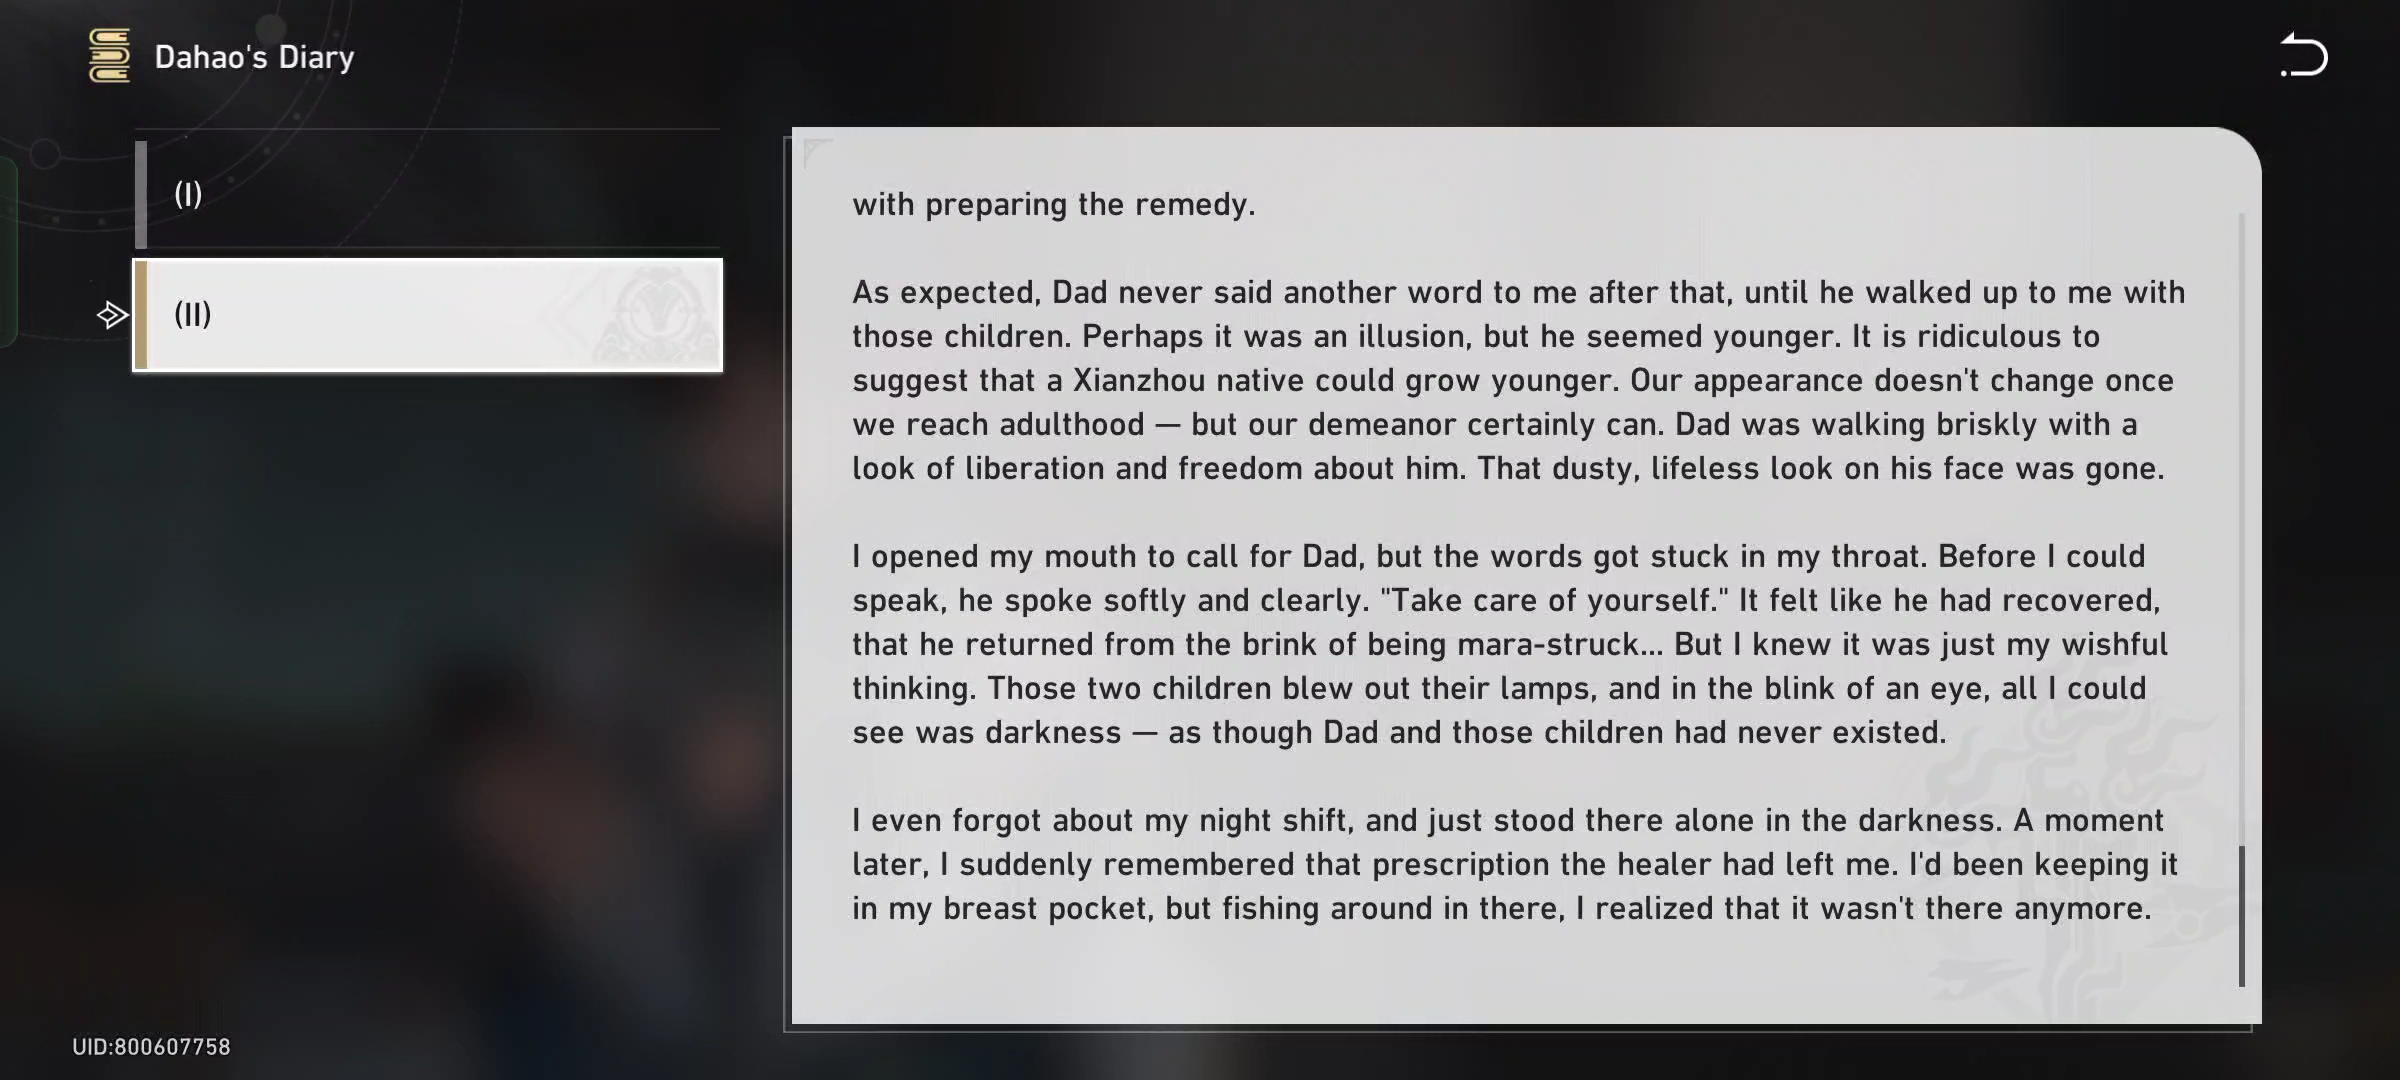 Dahao's Diary
(I)
(II)
with preparing the remedy.
As expected, Dad never said another word to me after that, until he walked up to me with
those children. Perhaps it was an illusion, but he seemed younger. It is ridiculous to
suggest that a Xianzhou native could grow younger. Our appearance doesn't change once
we reach adulthood — but our demeanor certainly can. Dad was walking briskly with a
look of liberation and freedom about him. That dusty, lifeless look on his face was gone.
I opened my mouth to call for Dad, but the words got stuck in my throat. Before I could
speak, he spoke softly and clearly. "Take care of yourself." It felt like he had recovered,
that he returned from the brink of being mara-struck... But I knew it was just my wishful
thinking. Those two children blew out their lamps, and in the blink of an eye, all I could
see was darkness — as though Dad and those children had never existed.
I even forgot about my night shift, and just stood there alone in the darkness. A moment
later, I suddenly remembered that prescription the healer had left me. I'd been keeping it
in my breast pocket, but fishing around in there, I realized that it wasn't there anymore.
UID:800607758